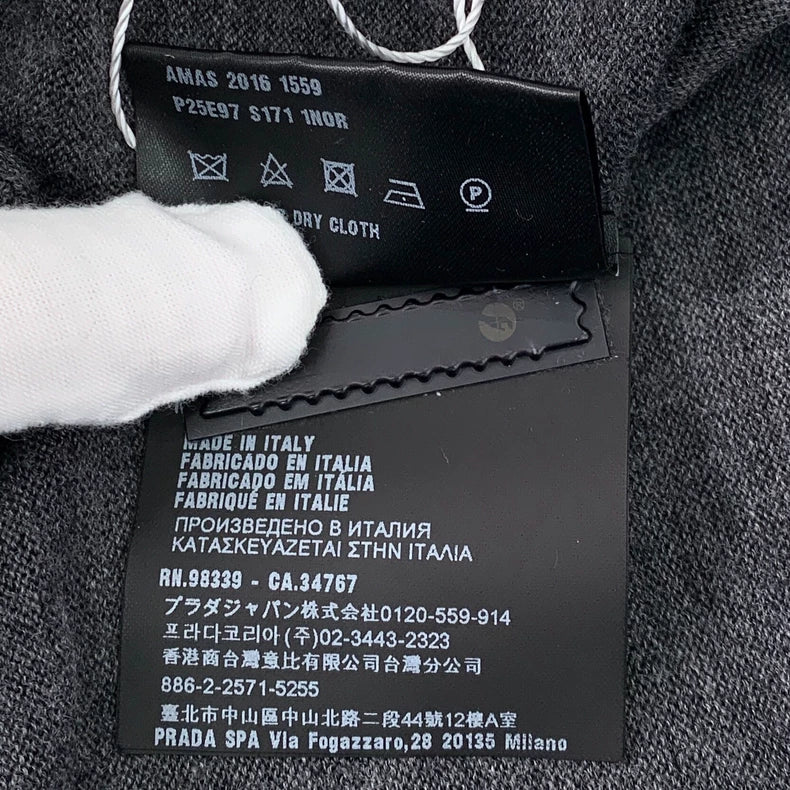 AMAS 2016 1559
P25E97 S171 1N0R
P
DRY CLOTH
®
MADE IN ITALY
FABRICADO EN ITALIA
FABRICADO EM ITÁLIA
FABRIQUÉ EN ITALIE
ПРОИЗВЕДЕНО В ИТАЛИЯ
ΚΑΤΑΣΚΕΥΑΖΕΤΑΙ ΣΤΗΝ ΙΤΑΛΙΑ
RN.98339 - CA.34767
プラダジャパン株式会社0120-559-914
프라다코리아(주)02-3443-2323
香港商台灣意比有限公司台灣分公司
886-2-2571-5255
臺北市中山區中山北路二段44號12樓A室
PRADA SPA Via Fogazzaro,28 20135 Milano